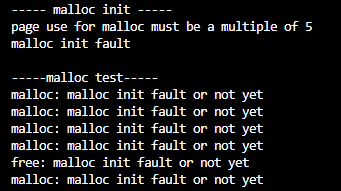 ----- malloc init -----
page use for malloc must be a multiple of 5
malloc init fault
-----malloc test-----
malloc: malloc init fault or not yet
malloc: malloc init fault or not yet
malloc: malloc init fault or not yet
malloc: malloc init fault or not yet
free: malloc init fault or not yet
malloc: malloc init fault or not yet